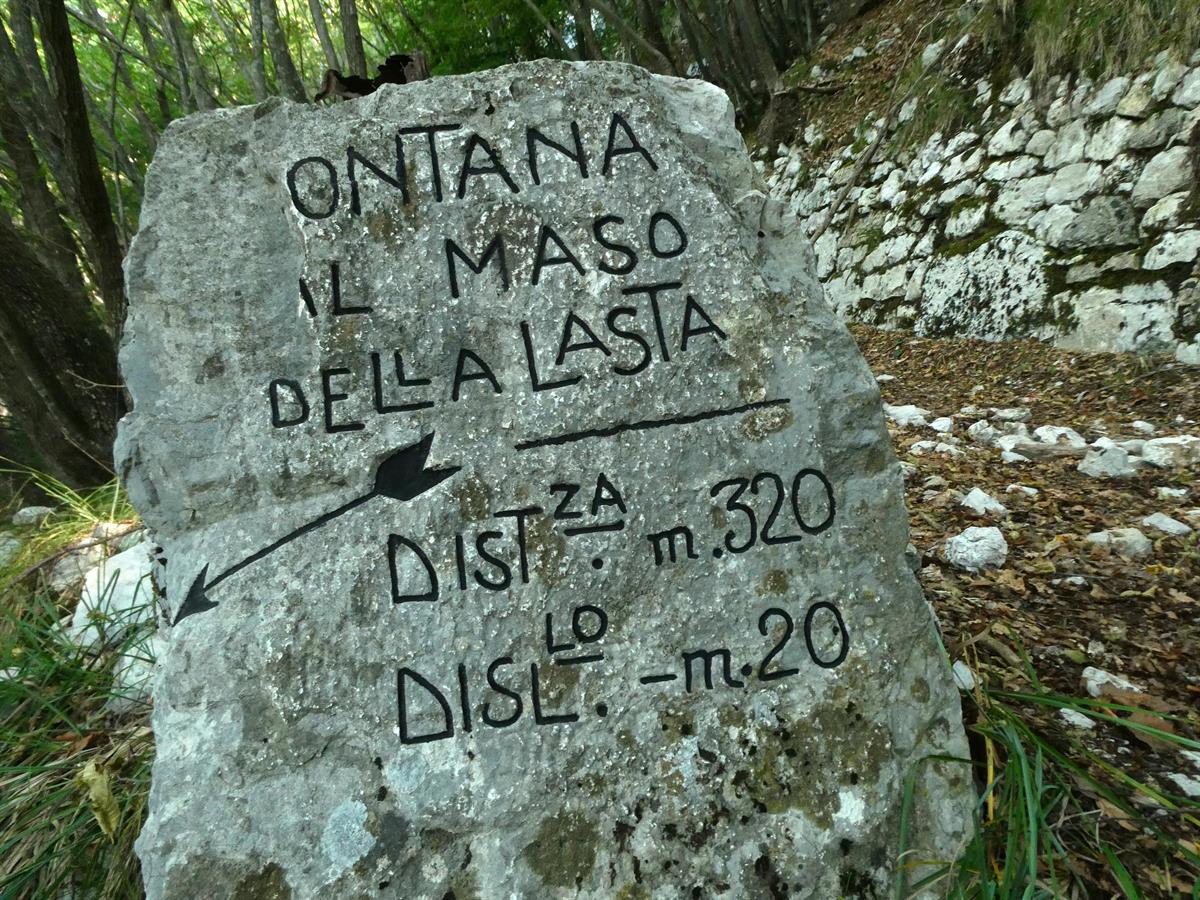 ONTANA
IL MASO
DELLA LASTA
DISTZA. m.320
DISLLO. -m.20